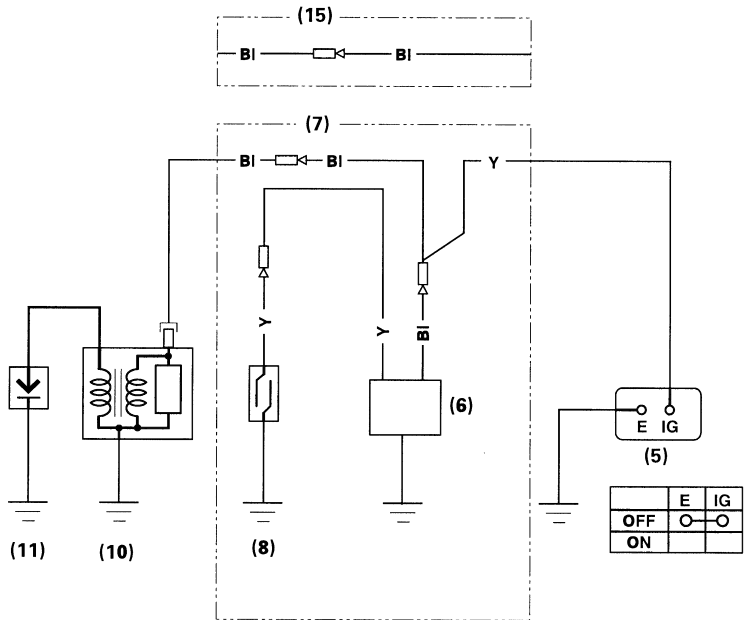 (15)
Bl Bl
(7)
Bl Bl Y
Y Y Bl
(6)
E IG
(5)
E IG
OFF
ON
(11) (10) (8)